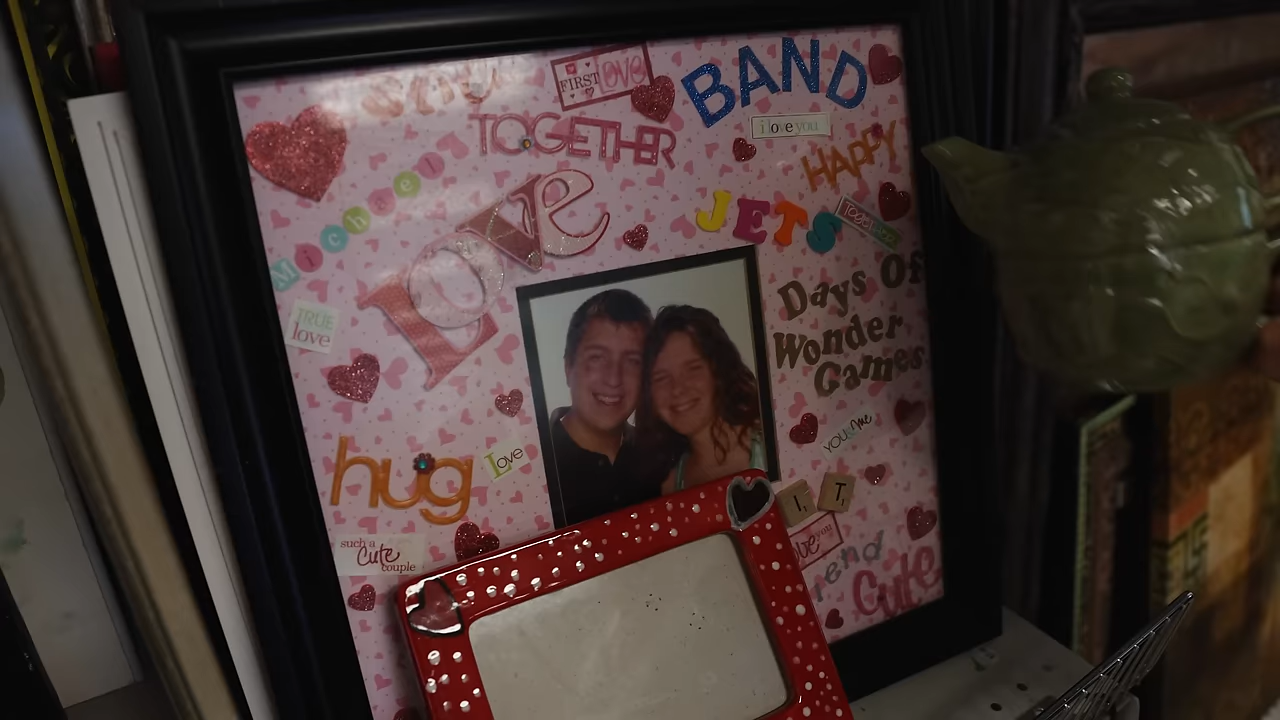 FIRST LOVE
BAND
TOGETHER
i love you
HAPPY
Michael
Love
JETS
TOGETHER
TRUE
love
Days Of
Wonder
Games
you & me
hug
Love
I, T,
such a
Cute
couple
love you
end
Cute